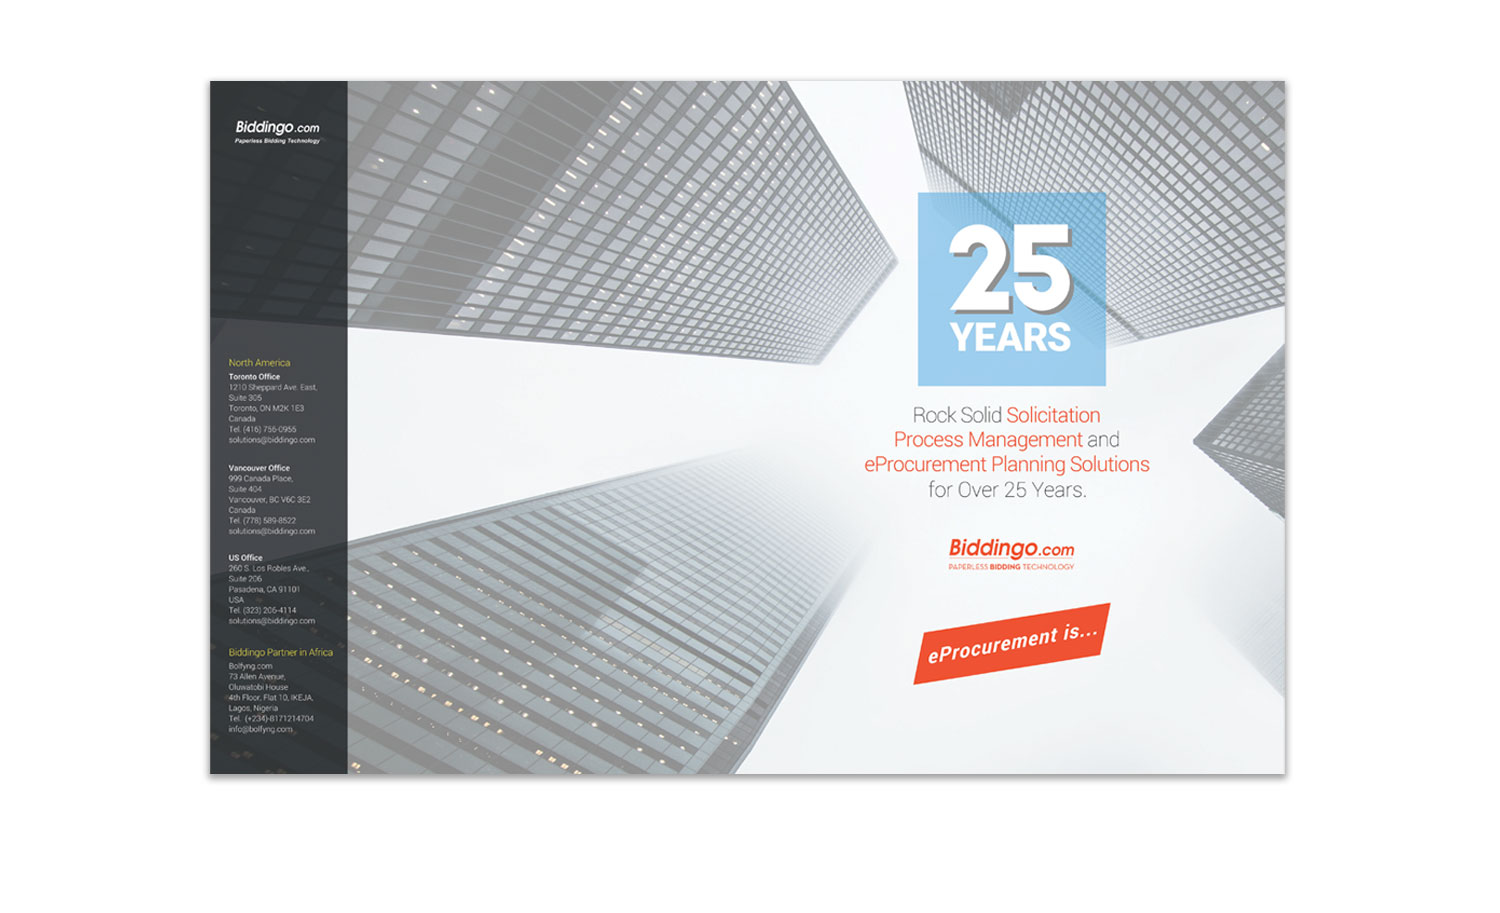 Biddingo.com
Paperless Bidding Technology
North America
Toronto Office
1210 Sheppard Ave. East,
Suite 305
Toronto, ON M2K 1E3
Canada
Tel. (416) 756-0955
solutions@biddingo.com
Vancouver Office
999 Canada Place,
Suite 404
Vancouver, BC V6C 3E2
Canada
Tel. (778) 589-8522
solutions@biddingo.com
US Office
260 S. Los Robles Ave.,
Suite 206
Pasadena, CA 91101
USA
Tel. (323) 206-4114
solutions@biddingo.com
Biddingo Partner in Africa
Bolfyng.com
73 Allen Avenue,
Oluwatobi House
4th Floor, Flat 10, IKEJA,
Lagos, Nigeria
Tel. (+234)-8171214704
info@bolfyng.com
25
YEARS
Rock Solid Solicitation
Process Management and
eProcurement Planning Solutions
for Over 25 Years.
Biddingo.com
PAPERLESS BIDDING TECHNOLOGY
eProcurement is...